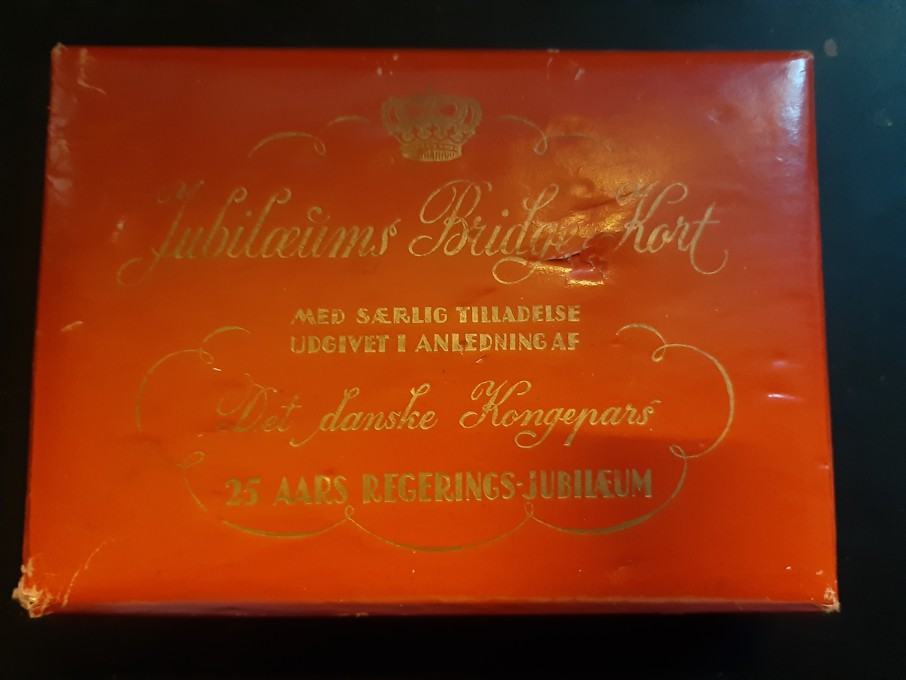 Jubilæums Bridge Kort
MED SÆRLIG TILLADELSE
UDGIVET I ANLEDNING AF
Det danske Kongepars
25 AARS REGERINGS-JUBILÆUM